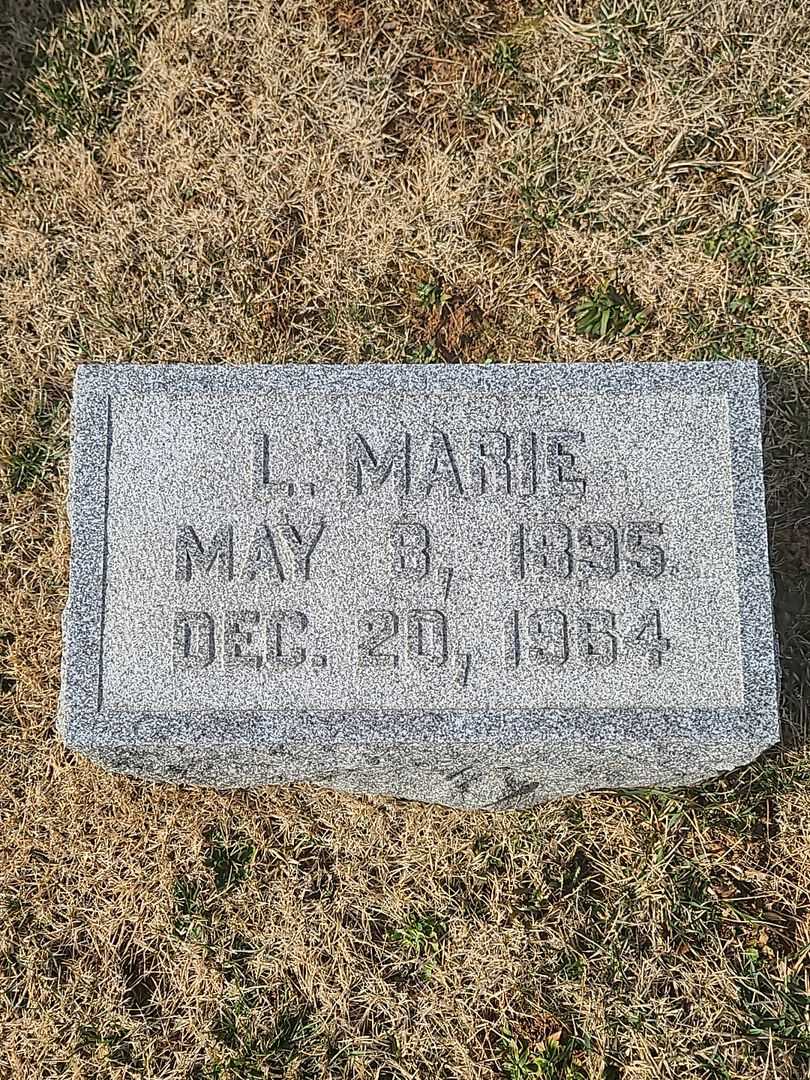 L. MARIE
MAY 8, 1895
DEC. 20, 1964